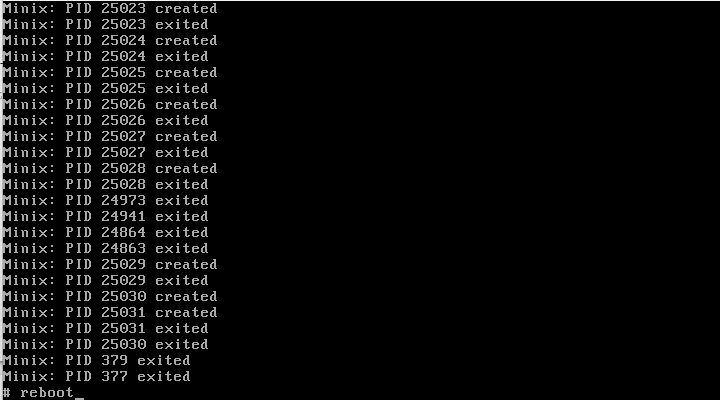 Minix: PID 25023 created
Minix: PID 25023 exited
Minix: PID 25024 created
Minix: PID 25024 exited
Minix: PID 25025 created
Minix: PID 25025 exited
Minix: PID 25026 created
Minix: PID 25026 exited
Minix: PID 25027 created
Minix: PID 25027 exited
Minix: PID 25028 created
Minix: PID 25028 exited
Minix: PID 24973 exited
Minix: PID 24941 exited
Minix: PID 24864 exited
Minix: PID 24863 exited
Minix: PID 25029 created
Minix: PID 25029 exited
Minix: PID 25030 created
Minix: PID 25031 created
Minix: PID 25031 exited
Minix: PID 25030 exited
Minix: PID 379 exited
Minix: PID 377 exited
# reboot_